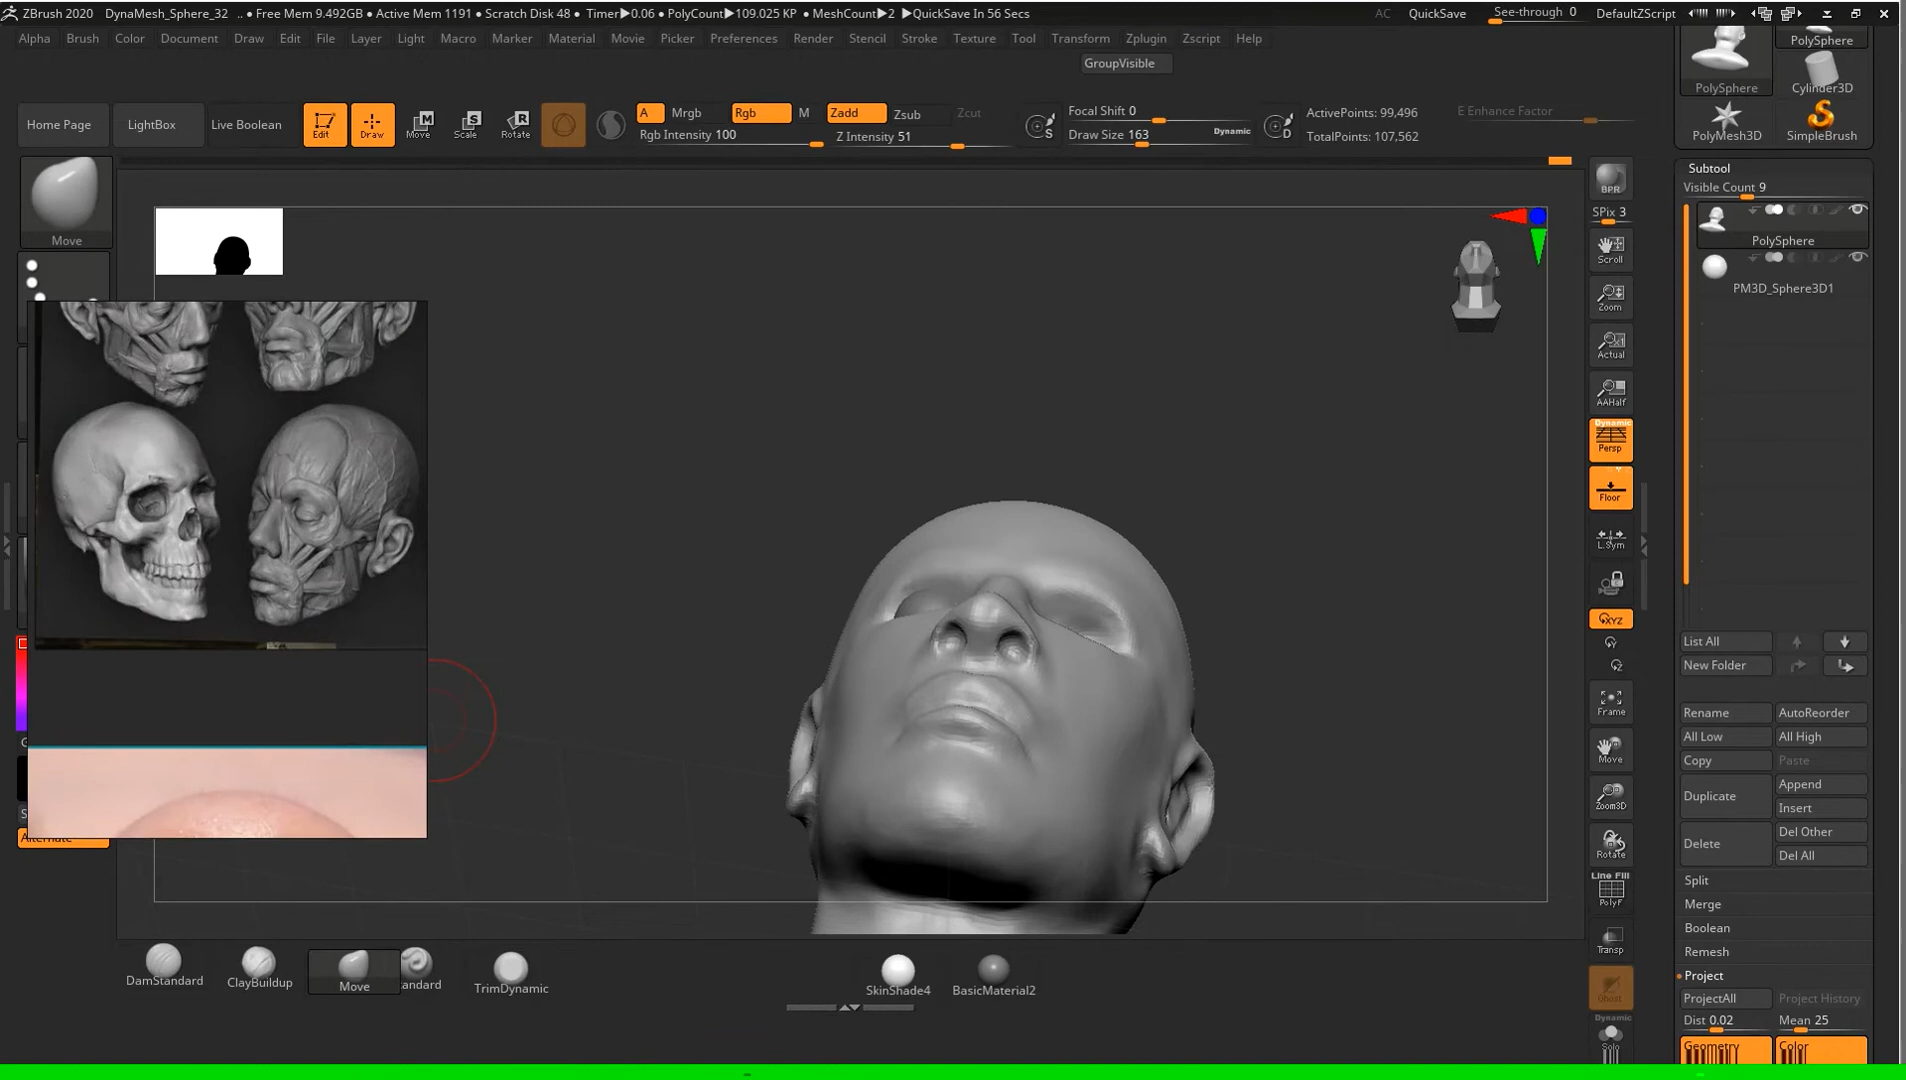 ZBrush 2020 DynaMesh_Sphere_32 .. ● Free Mem 9.492GB ● Active Mem 1191 ● Scratch Disk 48 ● Timer▶0.06 ● PolyCount▶109.025 KP ● MeshCount▶2 ▶QuickSave In 56 Secs AC QuickSave See-through 0 DefaultZScript
Alpha Brush Color Document Draw Edit File Layer Light Macro Marker Material Movie Picker Preferences Render Stencil Stroke Texture Tool Transform Zplugin Zscript Help
GroupVisible
PolySphere
PolySphere
Cylinder3D
PolyMesh3D
SimpleBrush
Home Page
LightBox
Live Boolean
Edit
Draw
Move
Scale
Rotate
A Mrgb Rgb M Zadd Zsub Zcut
Rgb Intensity 100
Z Intensity 51
Focal Shift 0
Draw Size 163 Dynamic
ActivePoints: 99,496
TotalPoints: 107,562
E Enhance Factor
Move
BPR
SPix 3
Scroll
Zoom
Actual
AAHalf
Dynamic
Persp
Floor
L.Sym
XYZ
Frame
Move
Zoom3D
Rotate
Line Fill
PolyF
Transp
Ghost
Dynamic
Solo
Subtool
Visible Count 9
PolySphere
PM3D_Sphere3D1
List All
New Folder
Rename AutoReorder
All Low All High
Copy Paste
Duplicate
Append
Insert
Delete
Del Other
Del All
Split
Merge
Boolean
Remesh
Project
ProjectAll Project History
Dist 0.02 Mean 25
Geometry Color
Alternate
DamStandard
ClayBuildup
Move
andard
TrimDynamic
SkinShade4
BasicMaterial2